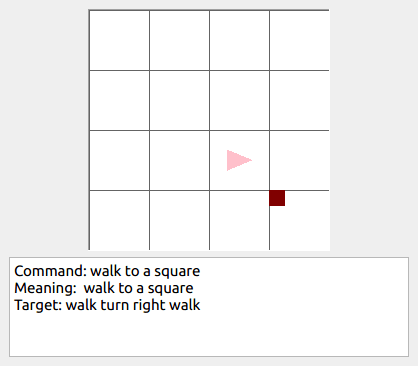 Command: walk to a square
Meaning:  walk to a square
Target: walk turn right walk